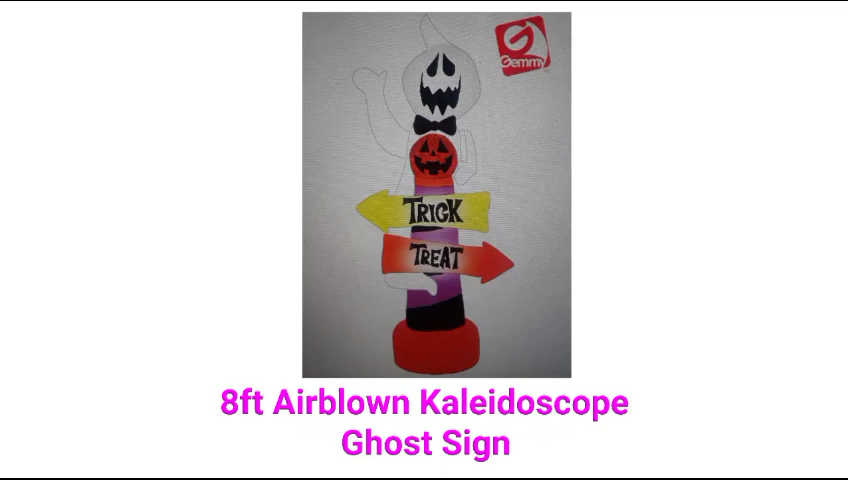 Gemmy
TRICK
TREAT
8ft Airblown Kaleidoscope
Ghost Sign